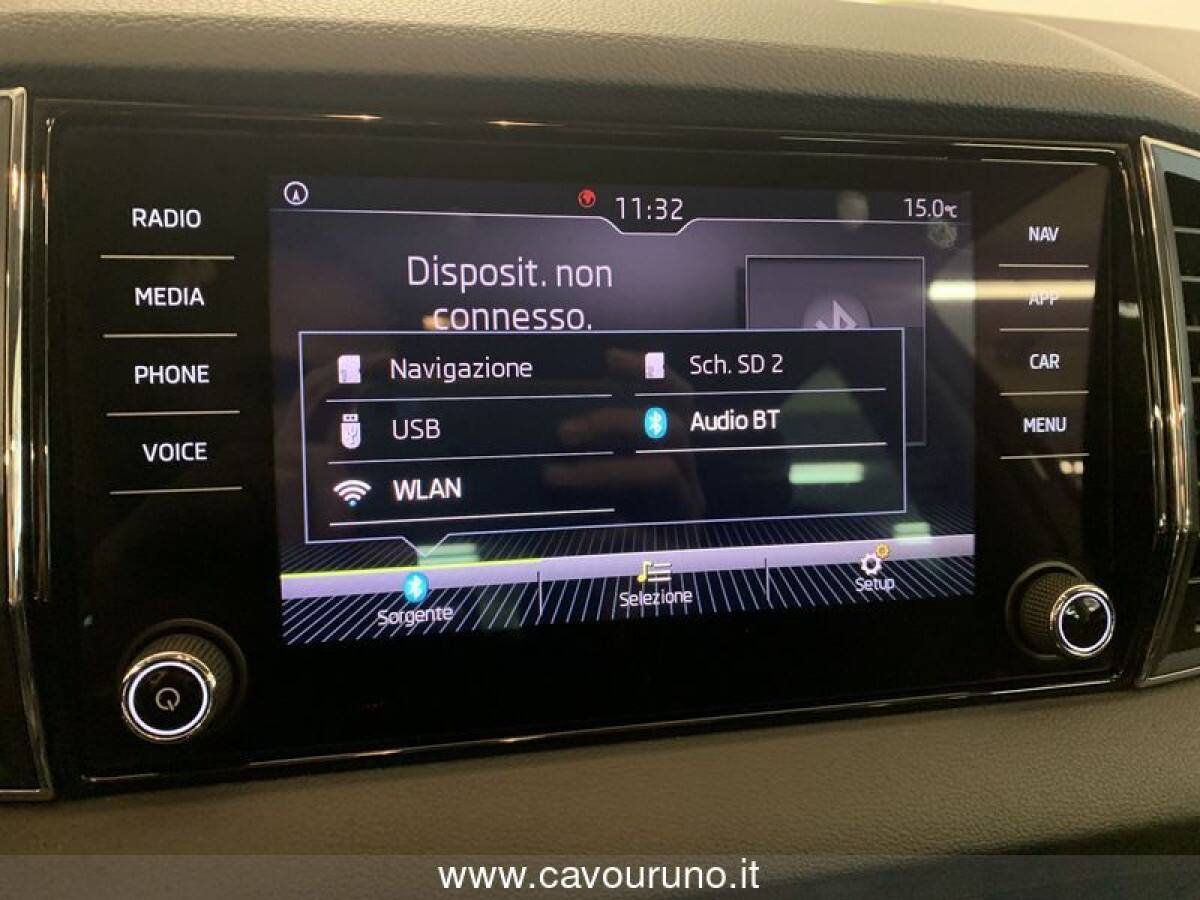 RADIO
MEDIA
PHONE
VOICE
11:32
15.0°C
Disposit. non
connesso.
Navigazione
Sch. SD 2
USB
Audio BT
WLAN
Sorgente
Selezione
Setup
NAV
APP
CAR
MENU
www.cavouruno.it